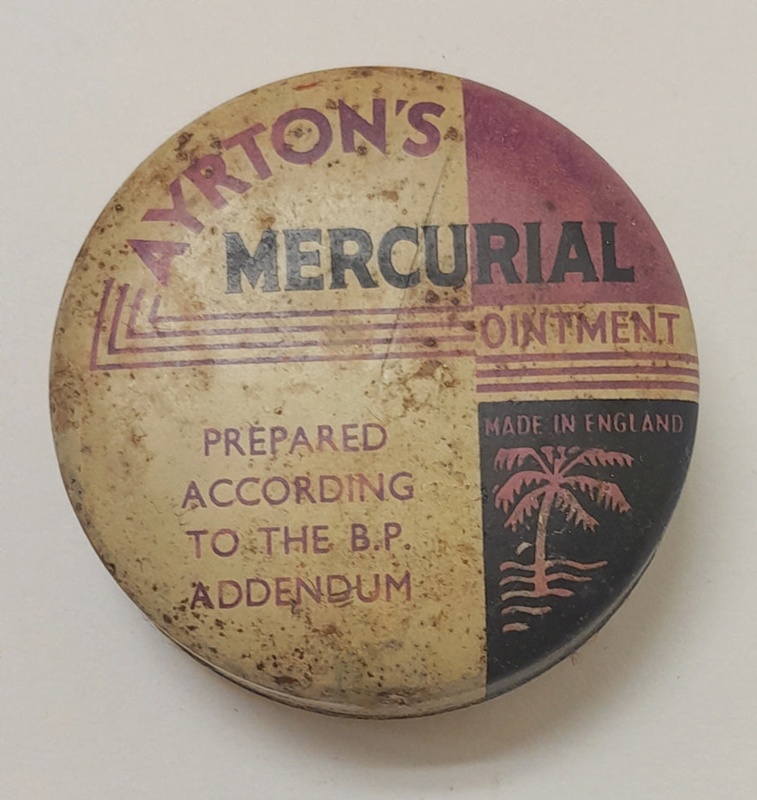 AYRTON'S
MERCURIAL
OINTMENT
PREPARED
ACCORDING
TO THE B.P.
ADDENDUM
MADE IN ENGLAND